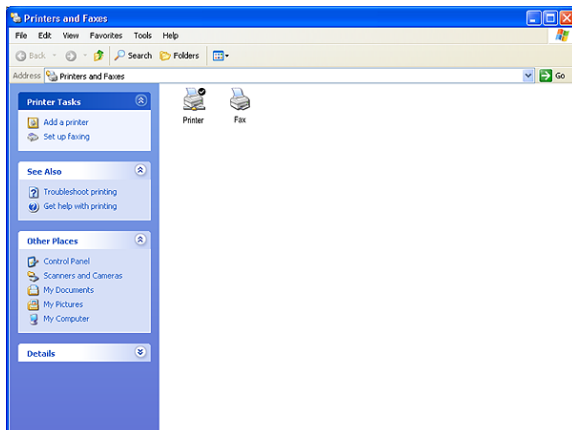 Printers and Faxes
File Edit View Favorites Tools Help
Back Search Folders
Address Printers and Faxes Go
Printer Tasks
Add a printer
Set up faxing
See Also
Troubleshoot printing
Get help with printing
Other Places
Control Panel
Scanners and Cameras
My Documents
My Pictures
My Computer
Details
Printer Fax